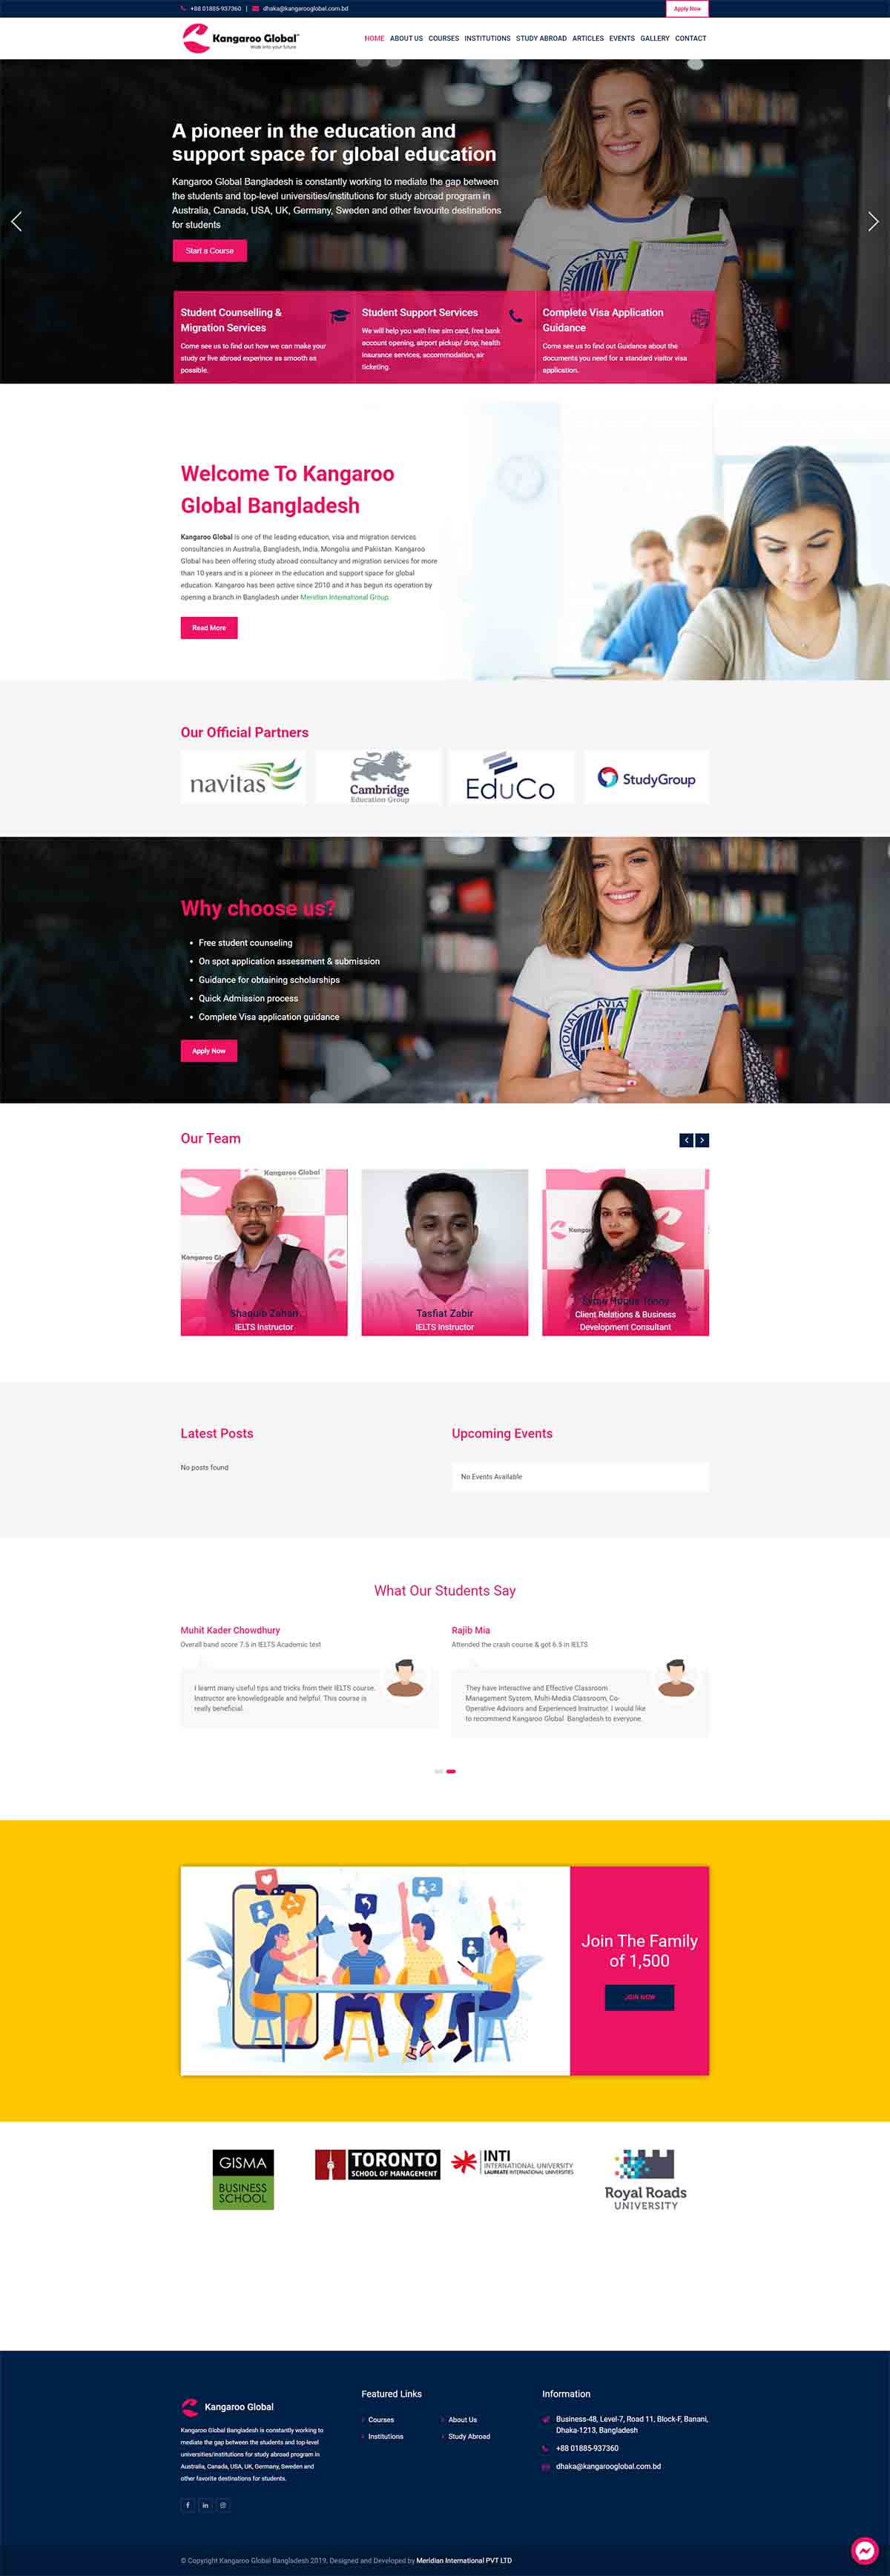 +88 01885-937360 | dhaka@kangarooglobal.com.bd
Apply Now
Kangaroo Global™
Walk into your future
HOME ABOUT US COURSES INSTITUTIONS STUDY ABROAD ARTICLES EVENTS GALLERY CONTACT
A pioneer in the education and
support space for global education
Kangaroo Global Bangladesh is constantly working to mediate the gap between
the students and top-level universities/institutions for study abroad program in
Australia, Canada, USA, UK, Germany, Sweden and other favourite destinations
for students
Start a Course
Student Counselling &
Migration Services
Come see us to find out how we can make your
study or live abroad experince as smooth as
possible.
Student Support Services
We will help you with free sim card, free bank
account opening, airport pickup/ drop, health
insurance services, accommodation, air
ticketing.
Complete Visa Application
Guidance
Come see us to find out Guidance about the
documents you need for a standard visitor visa
application.
Welcome To Kangaroo
Global Bangladesh
Kangaroo Global is one of the leading education, visa and migration services
consultancies in Australia, Bangladesh, India, Mongolia and Pakistan. Kangaroo
Global has been offering study abroad consultancy and migration services for more
than 10 years and is a pioneer in the education and support space for global
education. Kangaroo has been active since 2010 and it has begun its operation by
opening a branch in Bangladesh under Meridian International Group.
Read More
Our Official Partners
navitas
Cambridge
Education Group
EduCo
StudyGroup
Why choose us?
• Free student counseling
• On spot application assessment & submission
• Guidance for obtaining scholarships
• Quick Admission process
• Complete Visa application guidance
Apply Now
Our Team
Kangaroo Global
Shaquib Zaman
IELTS Instructor
Tasfiat Zabir
IELTS Instructor
Client Relations & Business
Development Consultant
Latest Posts
No posts found
Upcoming Events
No Events Available
What Our Students Say
Muhit Kader Chowdhury
Overall band score 7.5 in IELTS Academic test
I learnt many useful tips and tricks from their IELTS course.
Instructor are knowledgeable and helpful. This course is
really beneficial.
Rajib Mia
Attended the crash course & got 6.5 in IELTS
They have Interactive and Effective Classroom
Management System, Multi-Media Classroom, Co-
Operative Advisors and Experienced Instructor. I would like
to recommend Kangaroo Global Bangladesh to everyone.
2
Join The Family
of 1,500
JOIN NOW
GISMA
BUSINESS
SCHOOL
TORONTO
SCHOOL OF MANAGEMENT
INTI
INTERNATIONAL UNIVERSITY
LAUREATE INTERNATIONAL UNIVERSITIES
Royal Roads
UNIVERSITY
Kangaroo Global
Kangaroo Global Bangladesh is constantly working to
mediate the gap between the students and top-level
universities/institutions for study abroad program in
Australia, Canada, USA, UK, Germany, Sweden and
other favorite destinations for students.
Featured Links
Courses
About Us
Institutions
Study Abroad
Information
Business-48, Level-7, Road 11, Block-F, Banani,
Dhaka-1213, Bangladesh
+88 01885-937360
dhaka@kangarooglobal.com.bd
© Copyright Kangaroo Global Bangladesh 2019. Designed and Developed by Meridian International PVT LTD